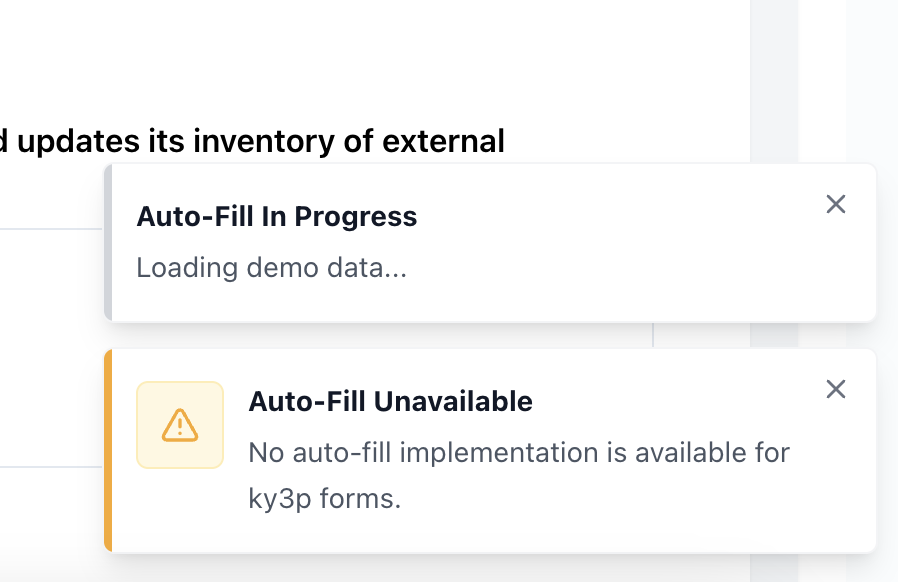 d updates its inventory of external
Auto-Fill In Progress
Loading demo data...
Auto-Fill Unavailable
No auto-fill implementation is available for
ky3p forms.